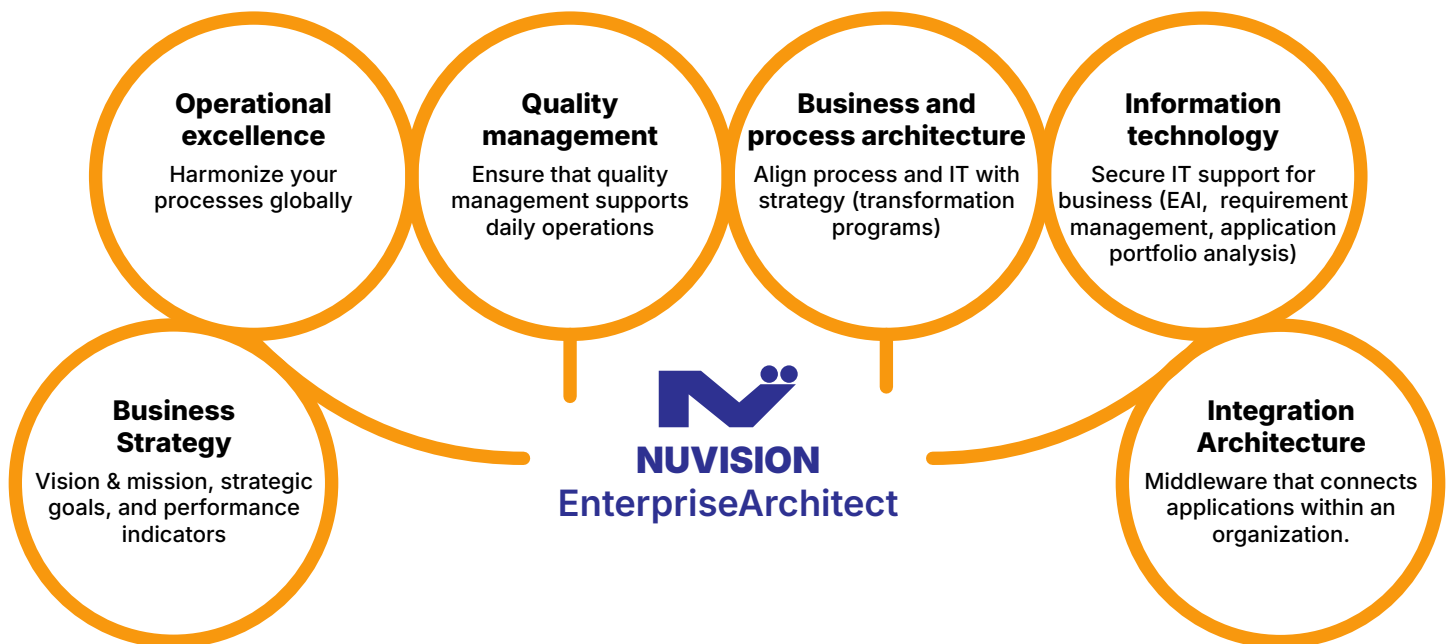 Operational
excellence
Harmonize your
processes globally
Quality
management
Ensure that quality
management supports
daily operations
Business and
process architecture
Align process and IT with
strategy (transformation
programs)
Information
technology
Secure IT support for
business (EAI,  requirement
management, application
portfolio analysis)
Business
Strategy
Vision & mission, strategic
goals, and performance
indicators
NUVISION
EnterpriseArchitect
Integration
Architecture
Middleware that connects
applications within an
organization.